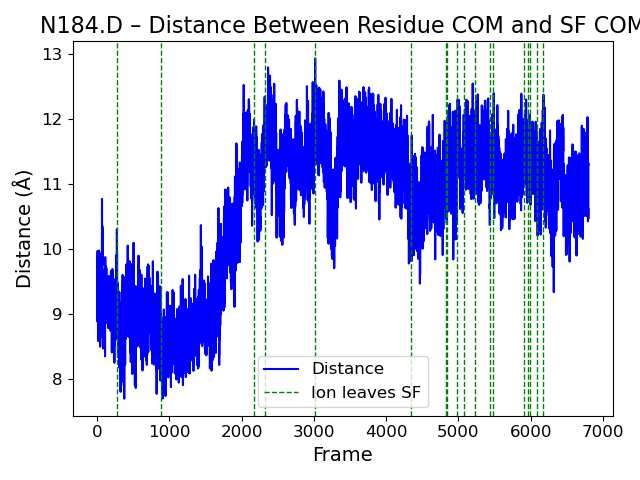 N184.D – Distance Between Residue COM and SF COM
Distance (Å)
13
12
11
10
9
8
Distance
Ion leaves SF
0 1000 2000 3000 4000 5000 6000 7000
Frame